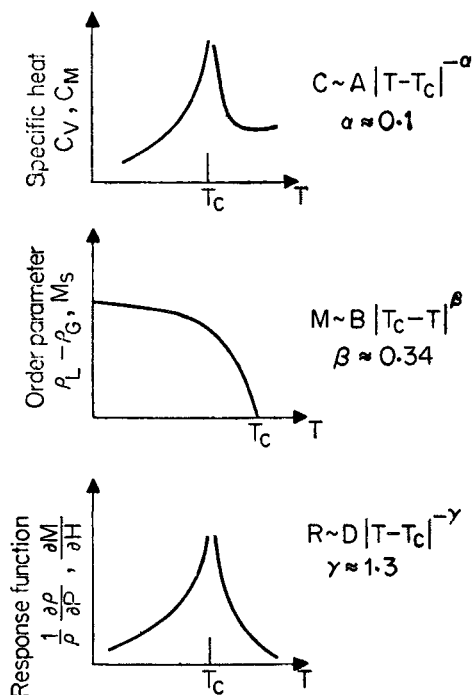 Specific heat
C_V, C_M
C~A|T-T_C|^-α
α≈0.1
T_C
T
Order parameter
ρ_L-ρ_G, M_S
M~B|T_C-T|^β
β≈0.34
T_C
T
Response function
1/ρ ∂ρ/∂P, ∂M/∂H
R~D|T-T_C|^-γ
γ≈1.3
T_C
T